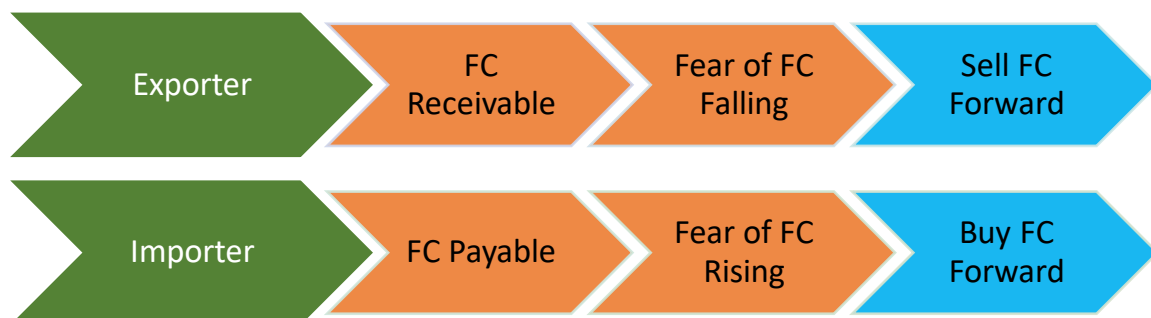 Exporter
FC
Receivable
Fear of FC
Falling
Sell FC
Forward
Importer
FC Payable
Fear of FC
Rising
Buy FC
Forward